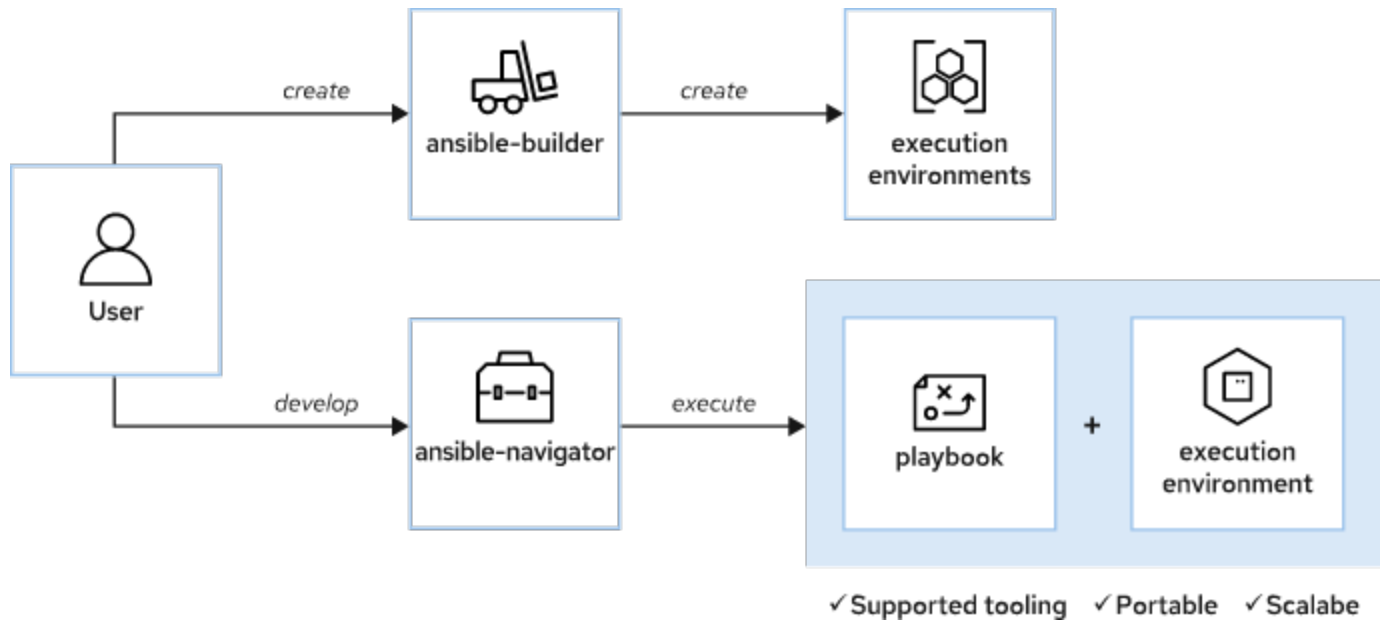 create
create
ansible-builder
execution
environments
User
develop
execute
ansible-navigator
playbook
+
execution
environment
✓Supported tooling ✓Portable ✓Scalabe